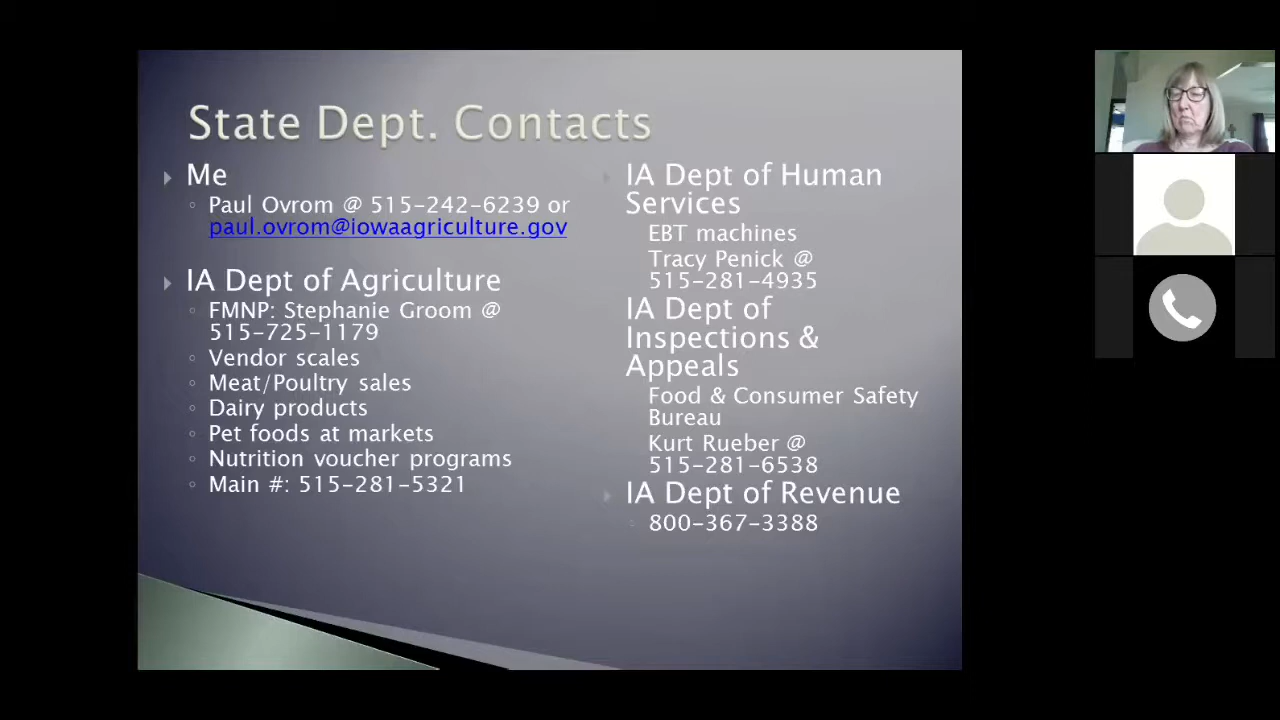 State Dept. Contacts
Me
Paul Ovrom @ 515-242-6239 or
paul.ovrom@iowaagriculture.gov
IA Dept of Agriculture
FMNP: Stephanie Groom @
515-725-1179
Vendor scales
Meat/Poultry sales
Dairy products
Pet foods at markets
Nutrition voucher programs
Main #: 515-281-5321
IA Dept of Human
Services
EBT machines
Tracy Penick @
515-281-4935
IA Dept of
Inspections &
Appeals
Food & Consumer Safety
Bureau
Kurt Rueber @
515-281-6538
IA Dept of Revenue
800-367-3388